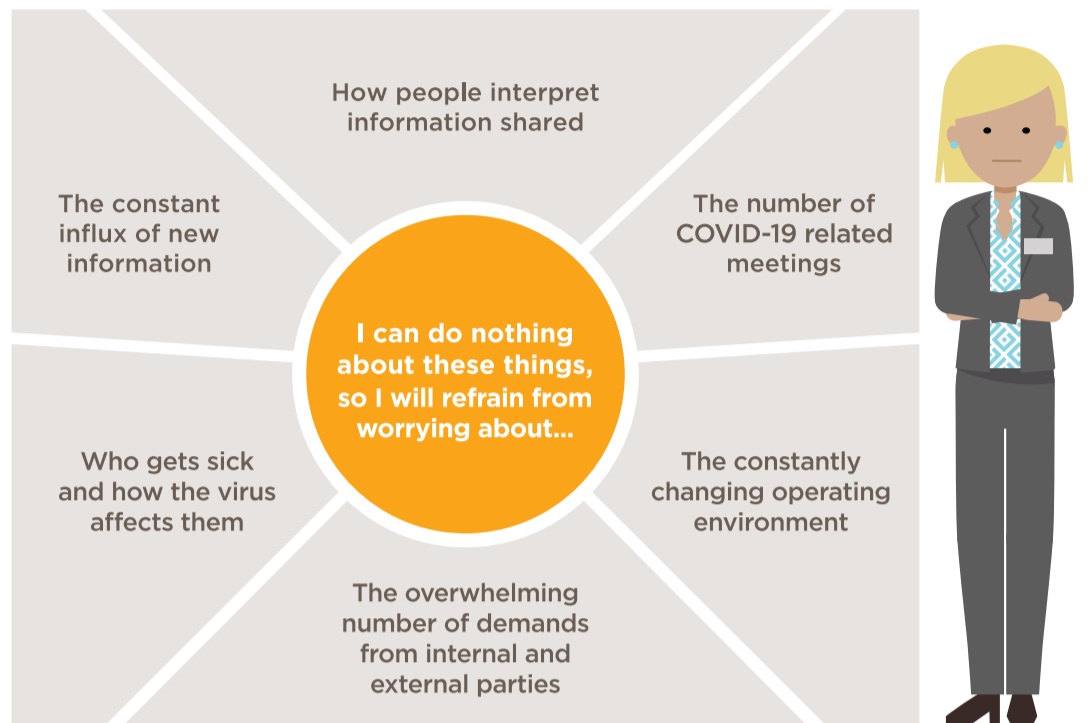 How people interpret
information shared
The constant
influx of new
information
The number of
COVID-19 related
meetings
I can do nothing
about these things,
so I will refrain from
worrying about...
Who gets sick
and how the virus
affects them
The constantly
changing operating
environment
The overwhelming
number of demands
from internal and
external parties